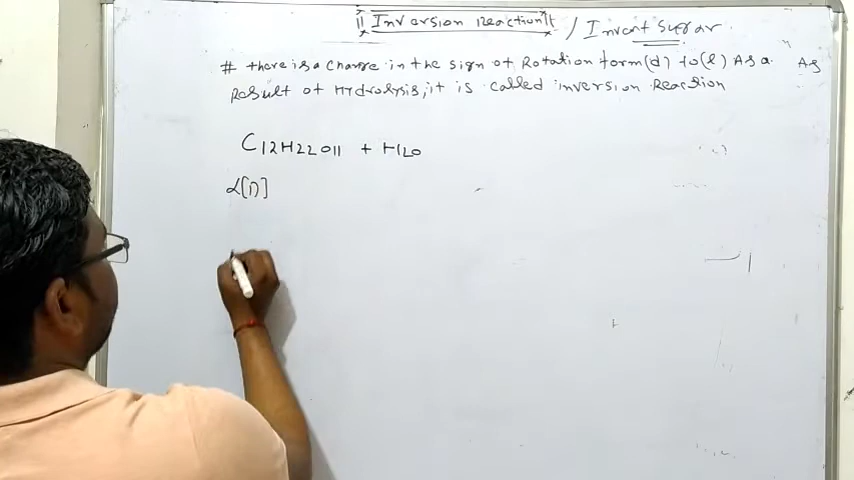 Inversion Reaction / Invert Sugar
# there is a change in the sign of Rotation form (d) to (l) As a As
Result of Hydrolysis, it is called inversion Reaction
C12H22O11 + H2O
α[D]